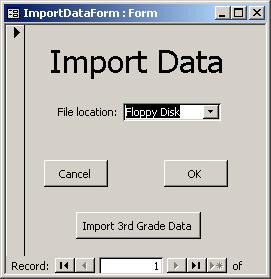 ImportDataForm : Form
Import Data
File location: Floppy Disk
Cancel OK
Import 3rd Grade Data
Record: 1 of